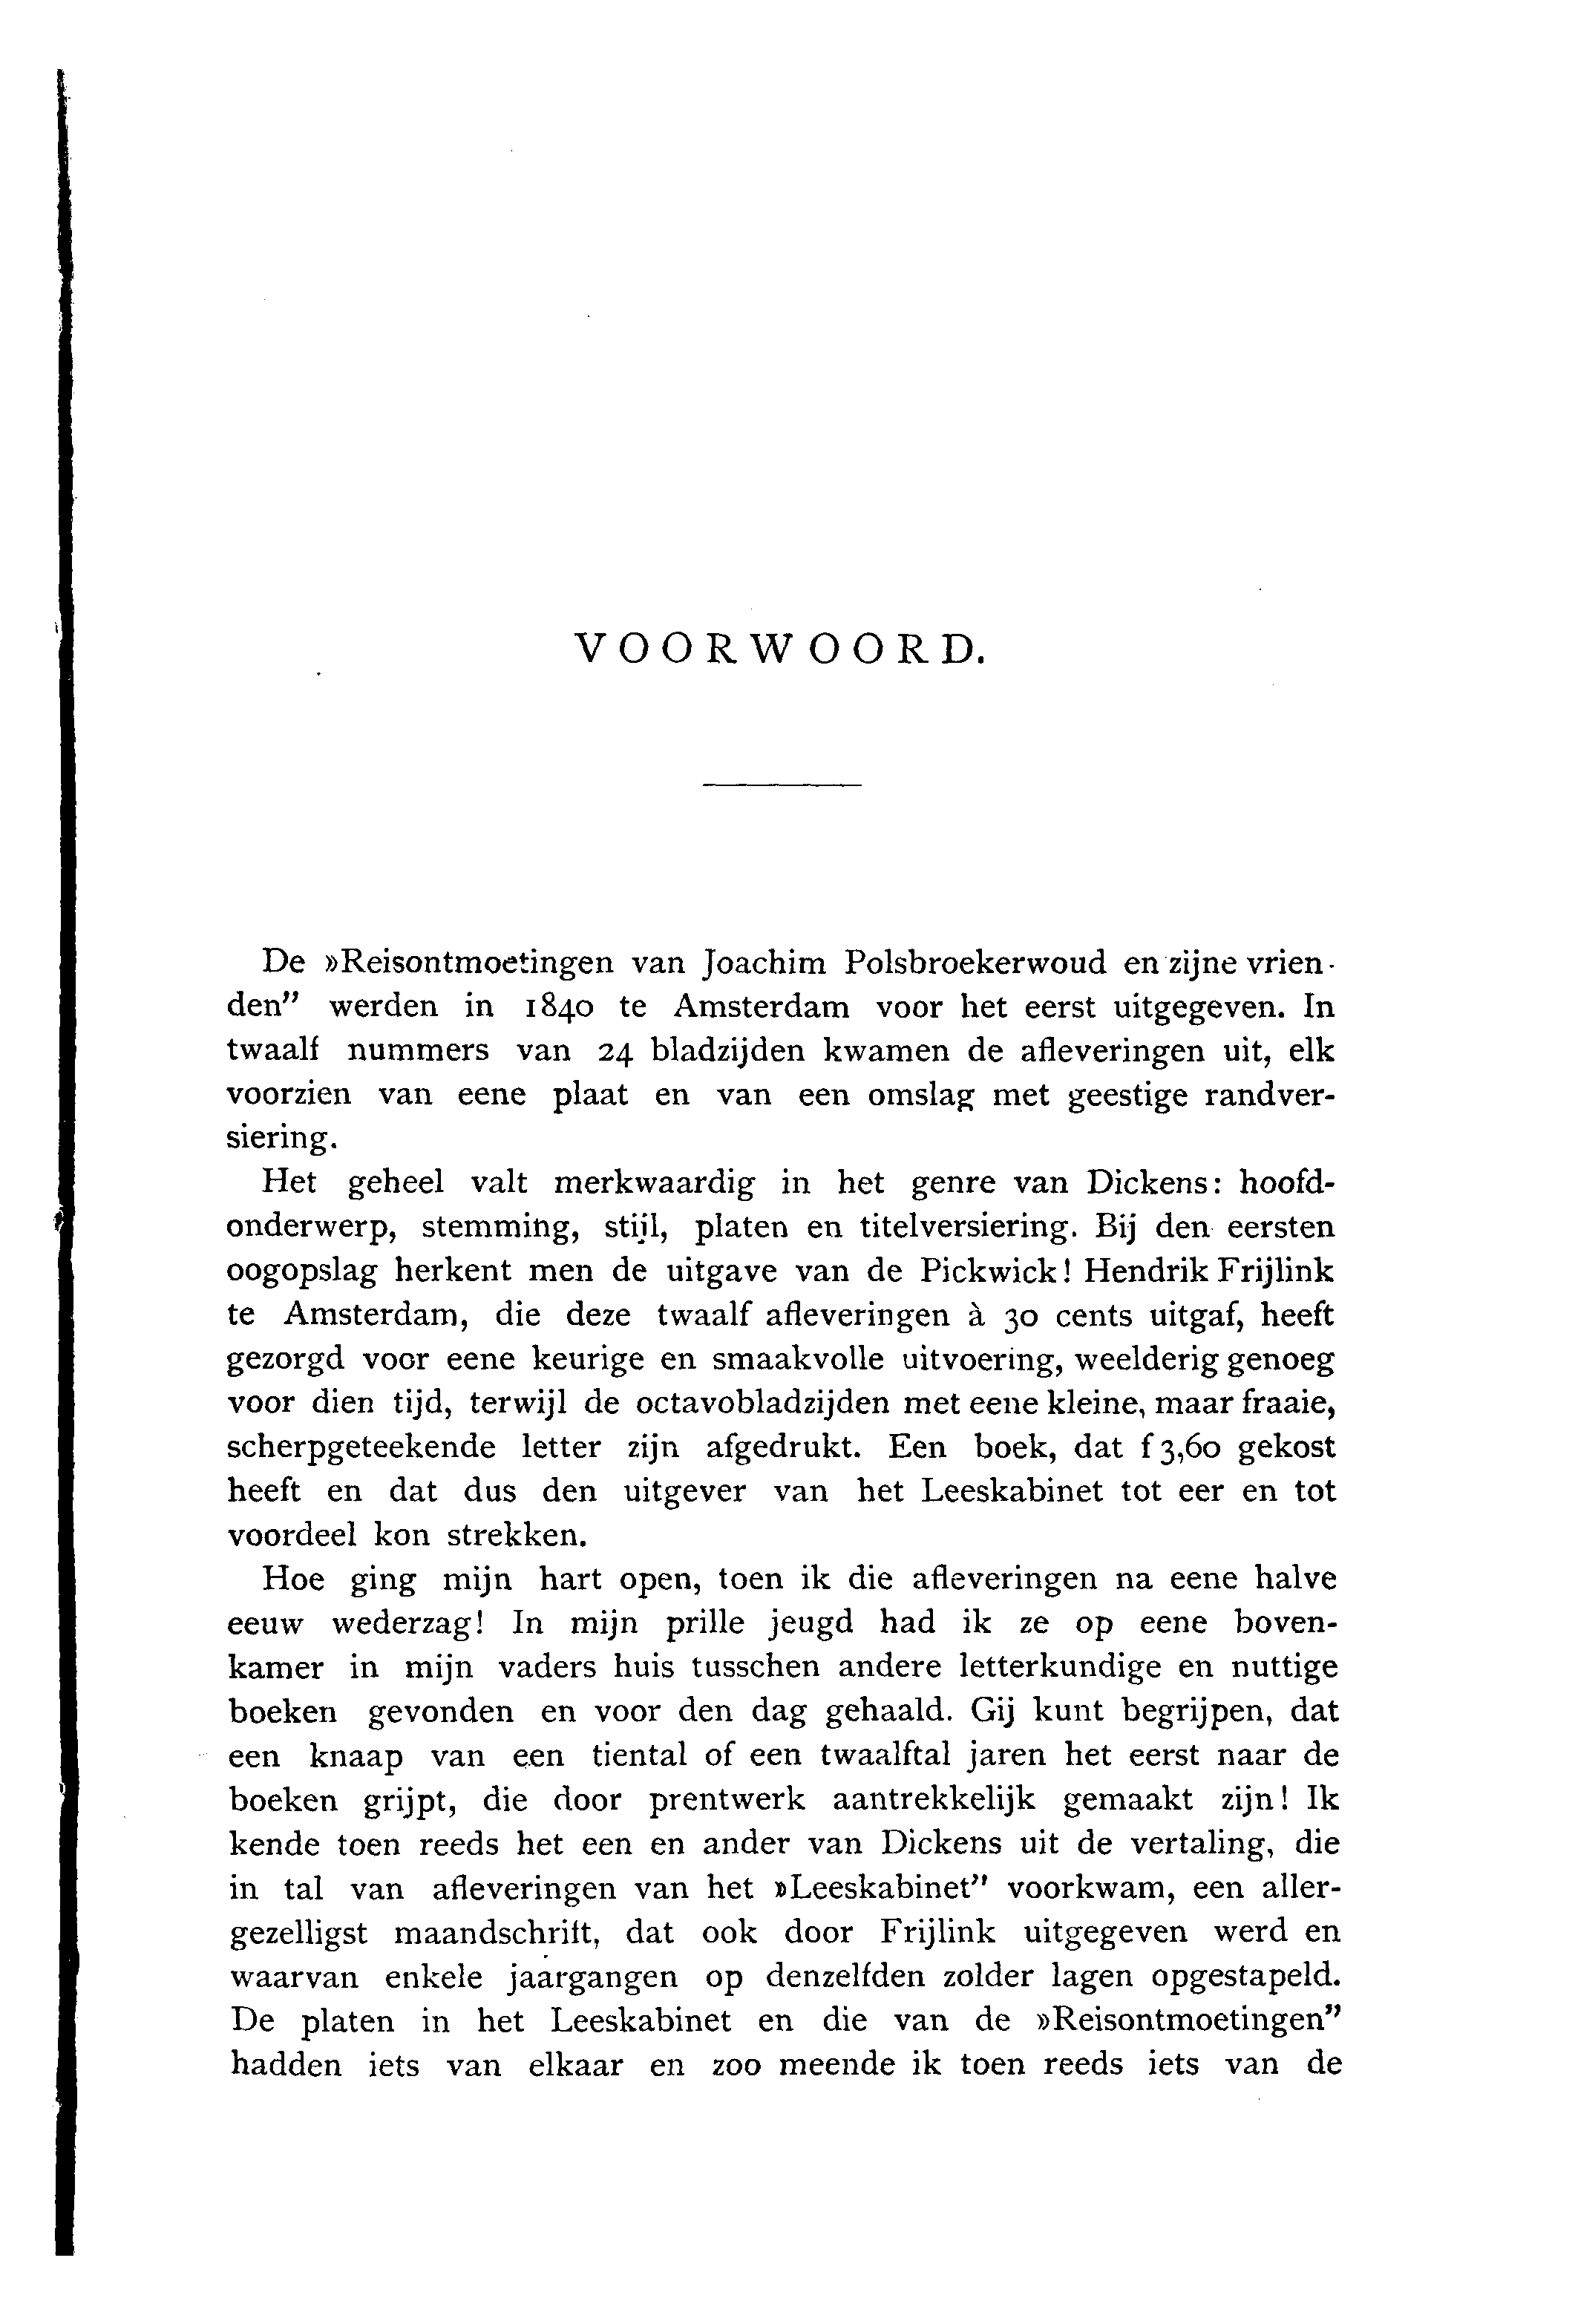 VOORWOORD.
De »Reisontmoetingen van Joachim Polsbroekerwoud en zijne vrien-
den” werden in 1840 te Amsterdam voor het eerst uitgegeven. In
twaalf nummers van 24 bladzijden kwamen de afleveringen uit, elk
voorzien van eene plaat en van een omslag met geestige randver-
siering.
Het geheel valt merkwaardig in het genre van Dickens: hoofd-
onderwerp, stemming, stijl, platen en titelversiering. Bij den eersten
oogopslag herkent men de uitgave van de Pickwick! Hendrik Frijlink
te Amsterdam, die deze twaalf afleveringen à 30 cents uitgaf, heeft
gezorgd voor eene keurige en smaakvolle uitvoering, weelderig genoeg
voor dien tijd, terwijl de octavobladzijden met eene kleine, maar fraaie,
scherpgeteekende letter zijn afgedrukt. Een boek, dat f 3,60 gekost
heeft en dat dus den uitgever van het Leeskabinet tot eer en tot
voordeel kon strekken.
Hoe ging mijn hart open, toen ik die afleveringen na eene halve
eeuw wederzag! In mijn prille jeugd had ik ze op eene boven-
kamer in mijn vaders huis tusschen andere letterkundige en nuttige
boeken gevonden en voor den dag gehaald. Gij kunt begrijpen, dat
een knaap van een tiental of een twaalftal jaren het eerst naar de
boeken grijpt, die door prentwerk aantrekkelijk gemaakt zijn! Ik
kende toen reeds het een en ander van Dickens uit de vertaling, die
in tal van afleveringen van het »Leeskabinet” voorkwam, een aller-
gezelligst maandschrift, dat ook door Frijlink uitgegeven werd en
waarvan enkele jaargangen op denzelfden zolder lagen opgestapeld.
De platen in het Leeskabinet en die van de »Reisontmoetingen”
hadden iets van elkaar en zoo meende ik toen reeds iets van de